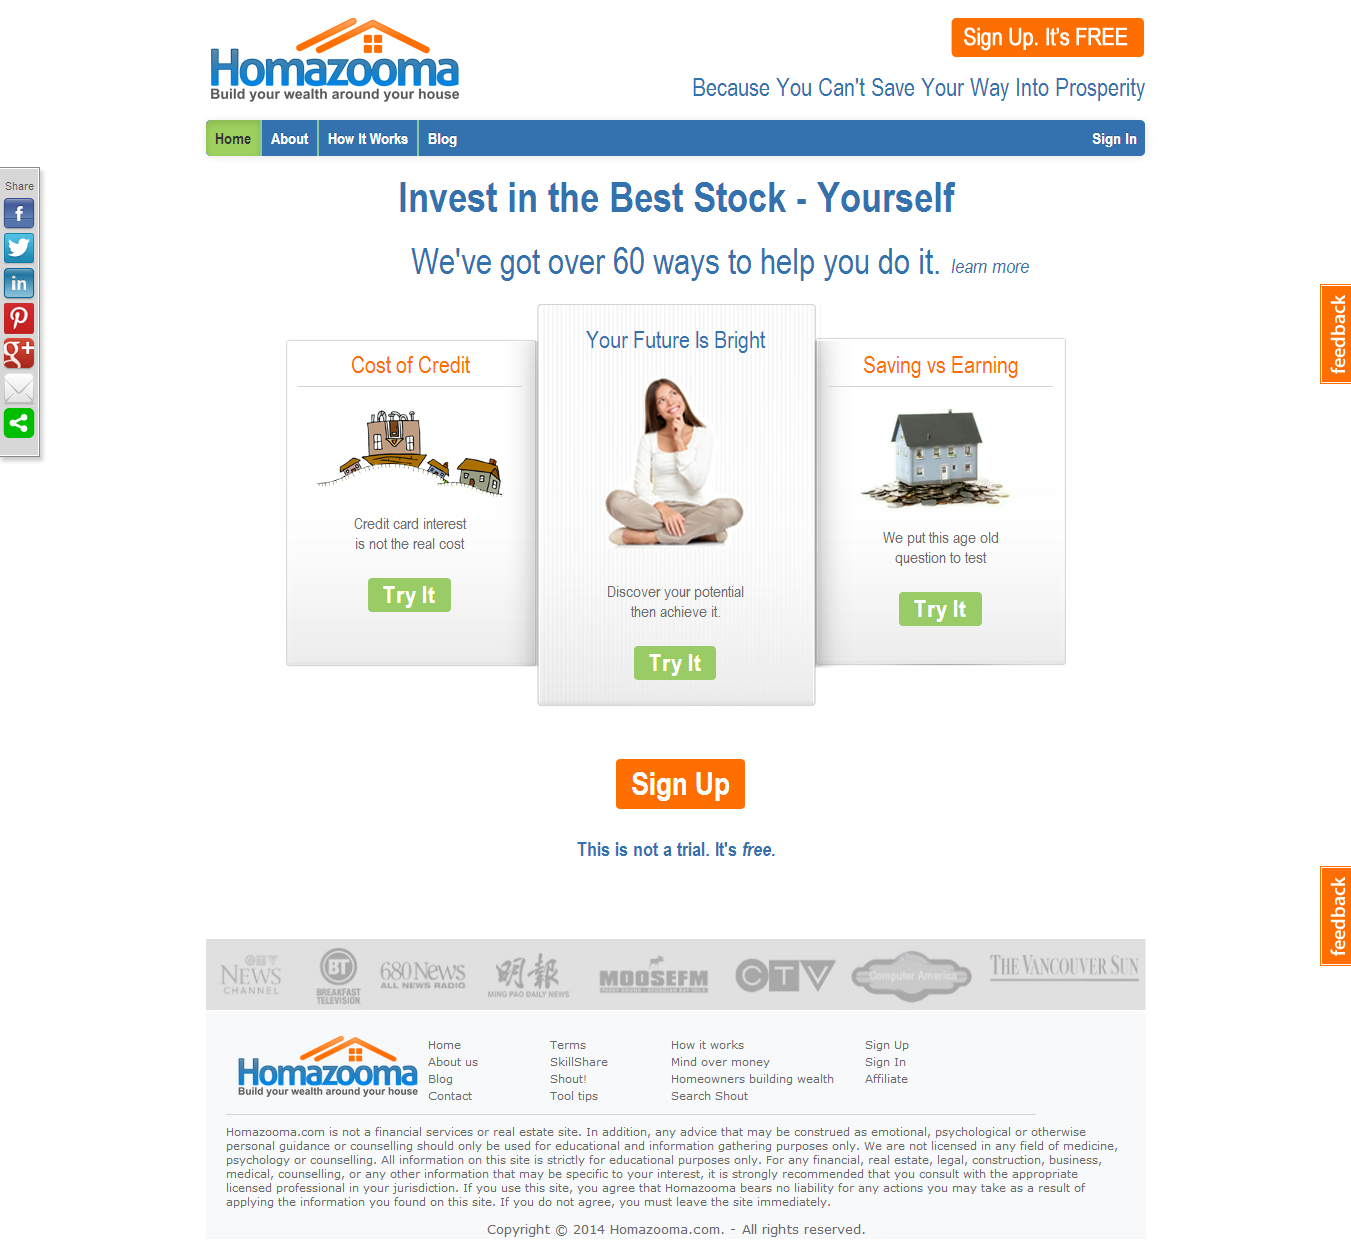 Homazooma
Build your wealth around your house
Sign Up. It's FREE
Because You Can't Save Your Way Into Prosperity
Home About How It Works Blog Sign In
Share
Invest in the Best Stock - Yourself
We've got over 60 ways to help you do it. learn more
feedback
Cost of Credit
Credit card interest
is not the real cost
Try It
Your Future Is Bright
Discover your potential
then achieve it.
Try It
Saving vs Earning
We put this age old
question to test
Try It
Sign Up
This is not a trial. It's free.
feedback
CTV
NEWS
CHANNEL
BT
BREAKFAST
TELEVISION
680 NEWS
ALL NEWS RADIO
明報
MING PAO DAILY NEWS
MOOSEFM
CTV
Computer America
THE VANCOUVER SUN
Homazooma
Build your wealth around your house
Home
About us
Blog
Contact
Terms
SkillShare
Shout!
Tool tips
How it works
Mind over money
Homeowners building wealth
Search Shout
Sign Up
Sign In
Affiliate
Homazooma.com is not a financial services or real estate site. In addition, any advice that may be construed as emotional, psychological or otherwise
personal guidance or counselling should only be used for educational and information gathering purposes only. We are not licensed in any field of medicine,
psychology or counselling. All information on this site is strictly for educational purposes only. For any financial, real estate, legal, construction, business,
medical, counselling, or any other information that may be specific to your interest, it is strongly recommended that you consult with the appropriate
licensed professional in your jurisdiction. If you use this site, you agree that Homazooma bears no liability for any actions you may take as a result of
applying the information you found on this site. If you do not agree, you must leave the site immediately.
Copyright © 2014 Homazooma.com. - All rights reserved.